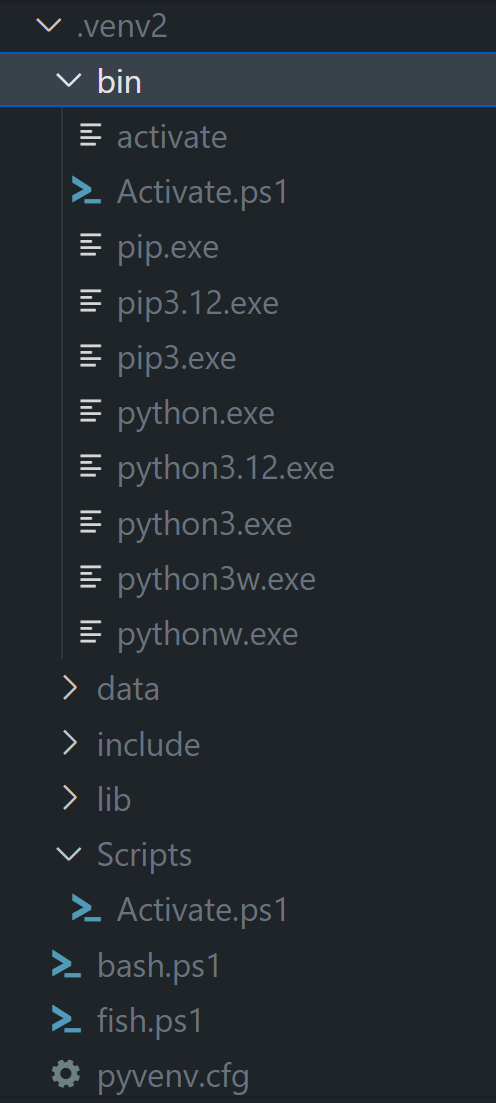 .venv2
bin
activate
Activate.ps1
pip.exe
pip3.12.exe
pip3.exe
python.exe
python3.12.exe
python3.exe
python3w.exe
pythonw.exe
data
include
lib
Scripts
Activate.ps1
bash.ps1
fish.ps1
pyvenv.cfg